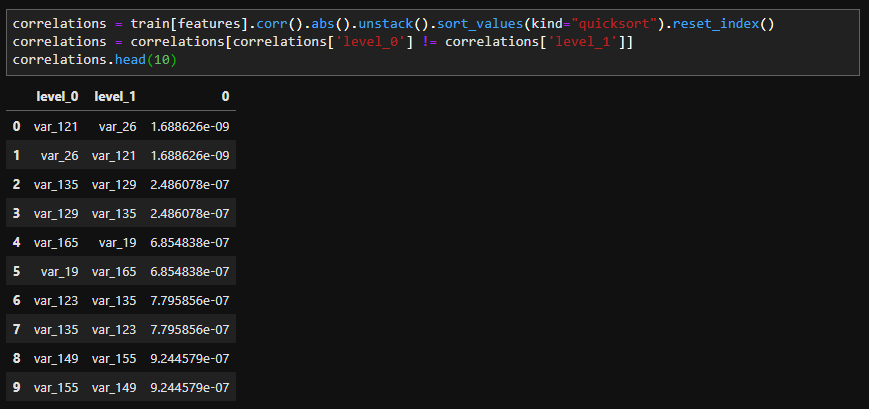 correlations = train[features].corr().abs().unstack().sort_values(kind="quicksort").reset_index()
correlations = correlations[correlations['level_0'] != correlations['level_1']]
correlations.head(10)
level_0 level_1 0
0 var_121 var_26 1.688626e-09
1 var_26 var_121 1.688626e-09
2 var_135 var_129 2.486078e-07
3 var_129 var_135 2.486078e-07
4 var_165 var_19 6.854838e-07
5 var_19 var_165 6.854838e-07
6 var_123 var_135 7.795856e-07
7 var_135 var_123 7.795856e-07
8 var_149 var_155 9.244579e-07
9 var_155 var_149 9.244579e-07